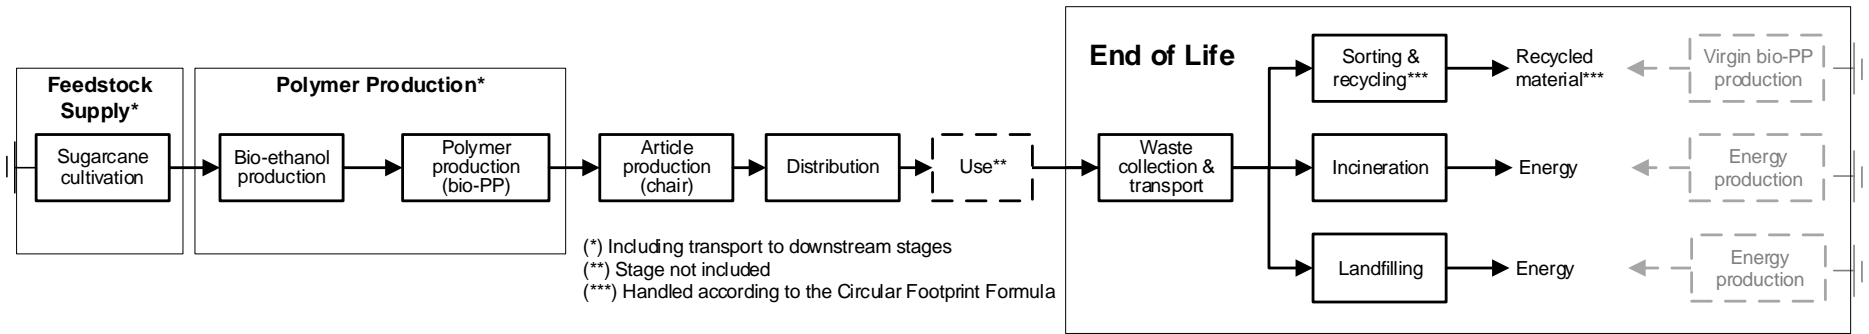 Feedstock
Supply*
Sugarcane
cultivation
Polymer Production*
Bio-ethanol
production
Polymer
production
(bio-PP)
Article
production
(chair)
Distribution
Use**
(*) Including transport to downstream stages
(**) Stage not included
(***) Handled according to the Circular Footprint Formula
End of Life
Waste
collection &
transport
Sorting &
recycling***
Recycled
material***
Virgin bio-PP
production
Incineration
Energy
Energy
production
Landfilling
Energy
Energy
production